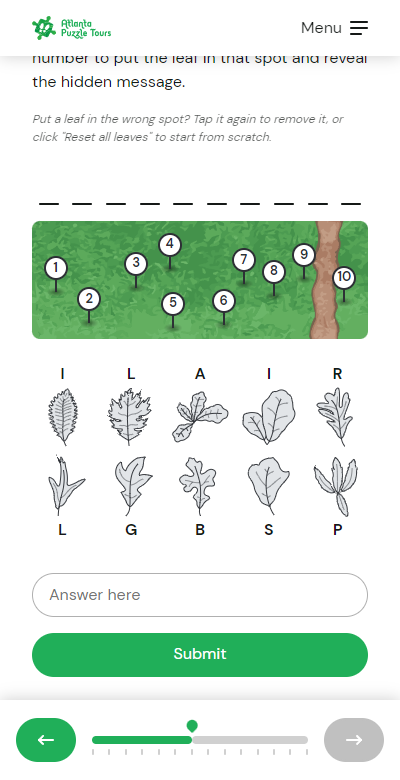 Atlanta
Puzzle Tours
Menu
number to put the leaf in that spot and reveal
the hidden message.
Put a leaf in the wrong spot? Tap it again to remove it, or
click "Reset all leaves" to start from scratch.
1 2 3 4 5 6 7 8 9 10
I L A I R
L G B S P
Answer here
Submit